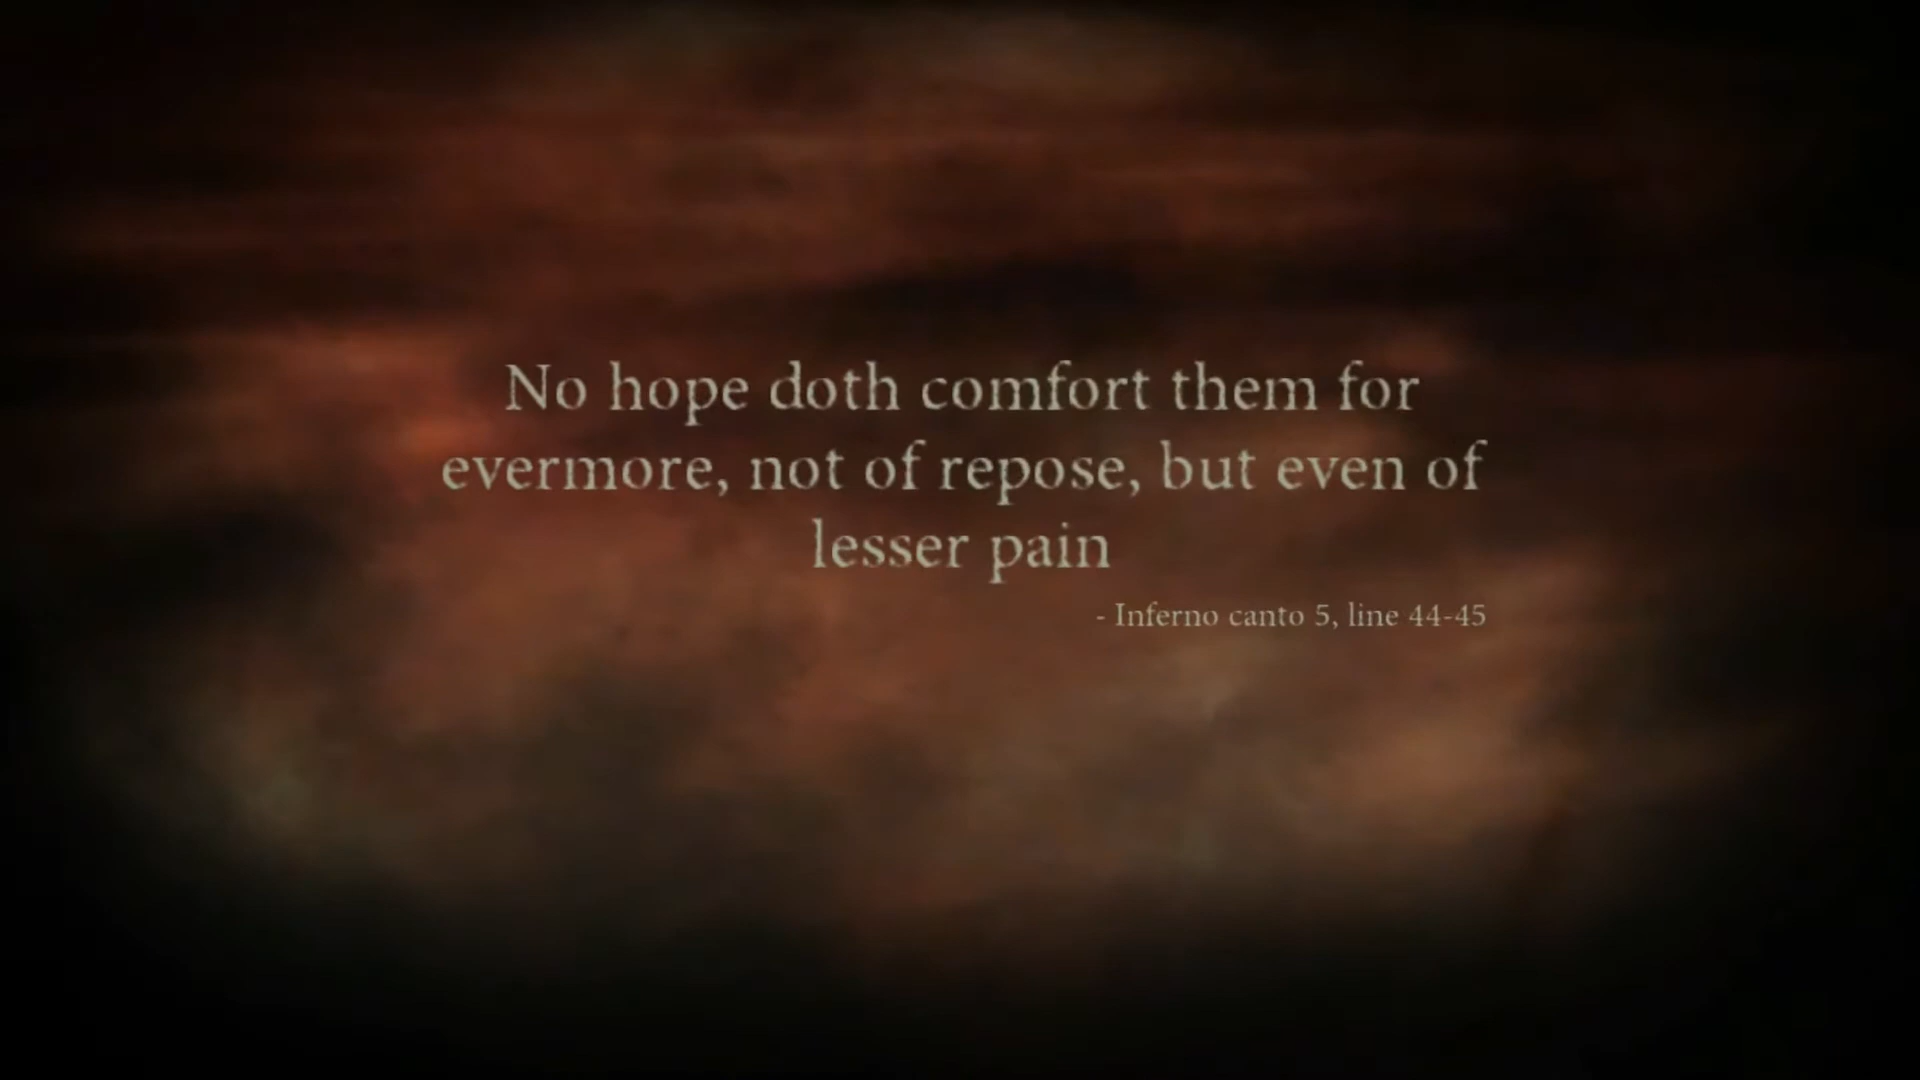 No hope doth comfort them for
evermore, not of repose, but even of
lesser pain
- Inferno canto 5, line 44-45